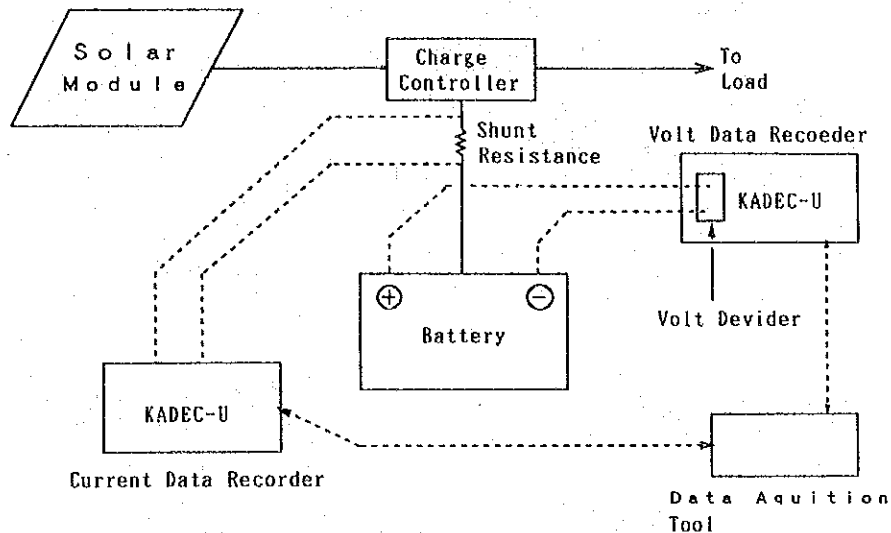 Solar
Module
Charge
Controller
To
Load
Shunt
Resistance
Volt Data Recoeder
KADEC-U
+
-
Battery
Volt Devider
KADEC-U
Current Data Recorder
Data Aquition
Tool